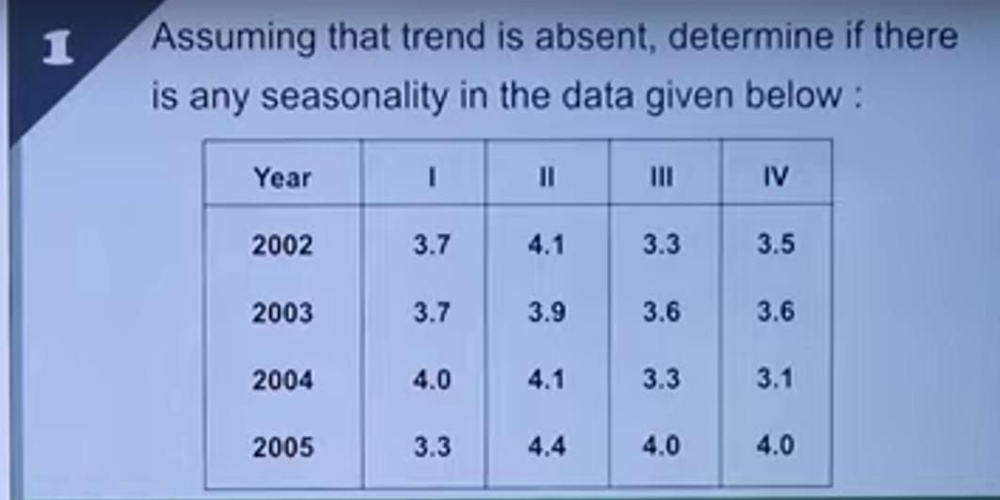 1
Assuming that trend is absent, determine if there
is any seasonality in the data given below :
Year I II III IV
2002 3.7 4.1 3.3 3.5
2003 3.7 3.9 3.6 3.6
2004 4.0 4.1 3.3 3.1
2005 3.3 4.4 4.0 4.0